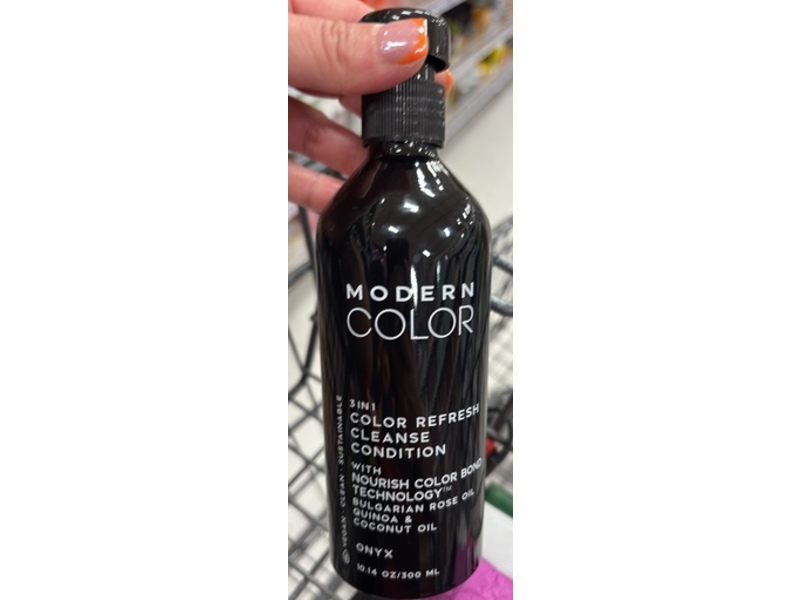 MODERN
COLOR
3 IN 1
COLOR REFRESH
CLEANSE
CONDITION
WITH
NOURISH COLOR BOND
TECHNOLOGY™
BULGARIAN ROSE OIL
QUINOA &
COCONUT OIL
ONYX
10.14 OZ/300 ML
VEGAN · CLEAN · SUSTAINABLE